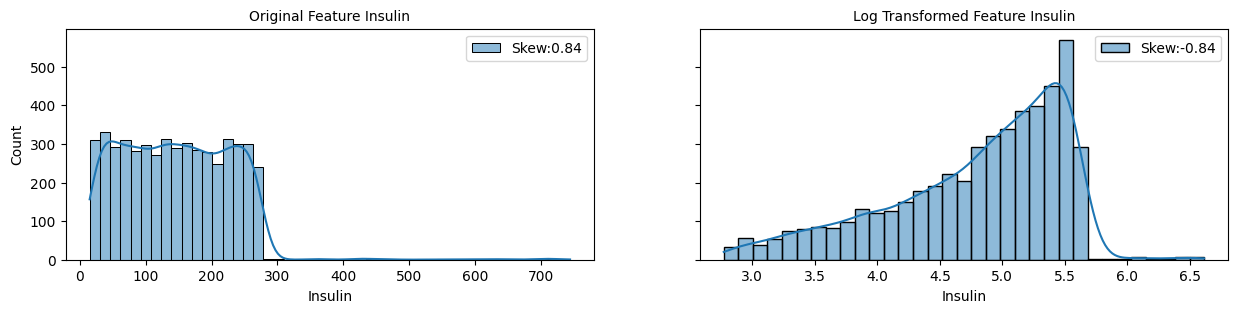 Original Feature Insulin
Skew:0.84
Count
500
400
300
200
100
0
0 100 200 300 400 500 600 700
Insulin
Log Transformed Feature Insulin
Skew:-0.84
3.0 3.5 4.0 4.5 5.0 5.5 6.0 6.5
Insulin